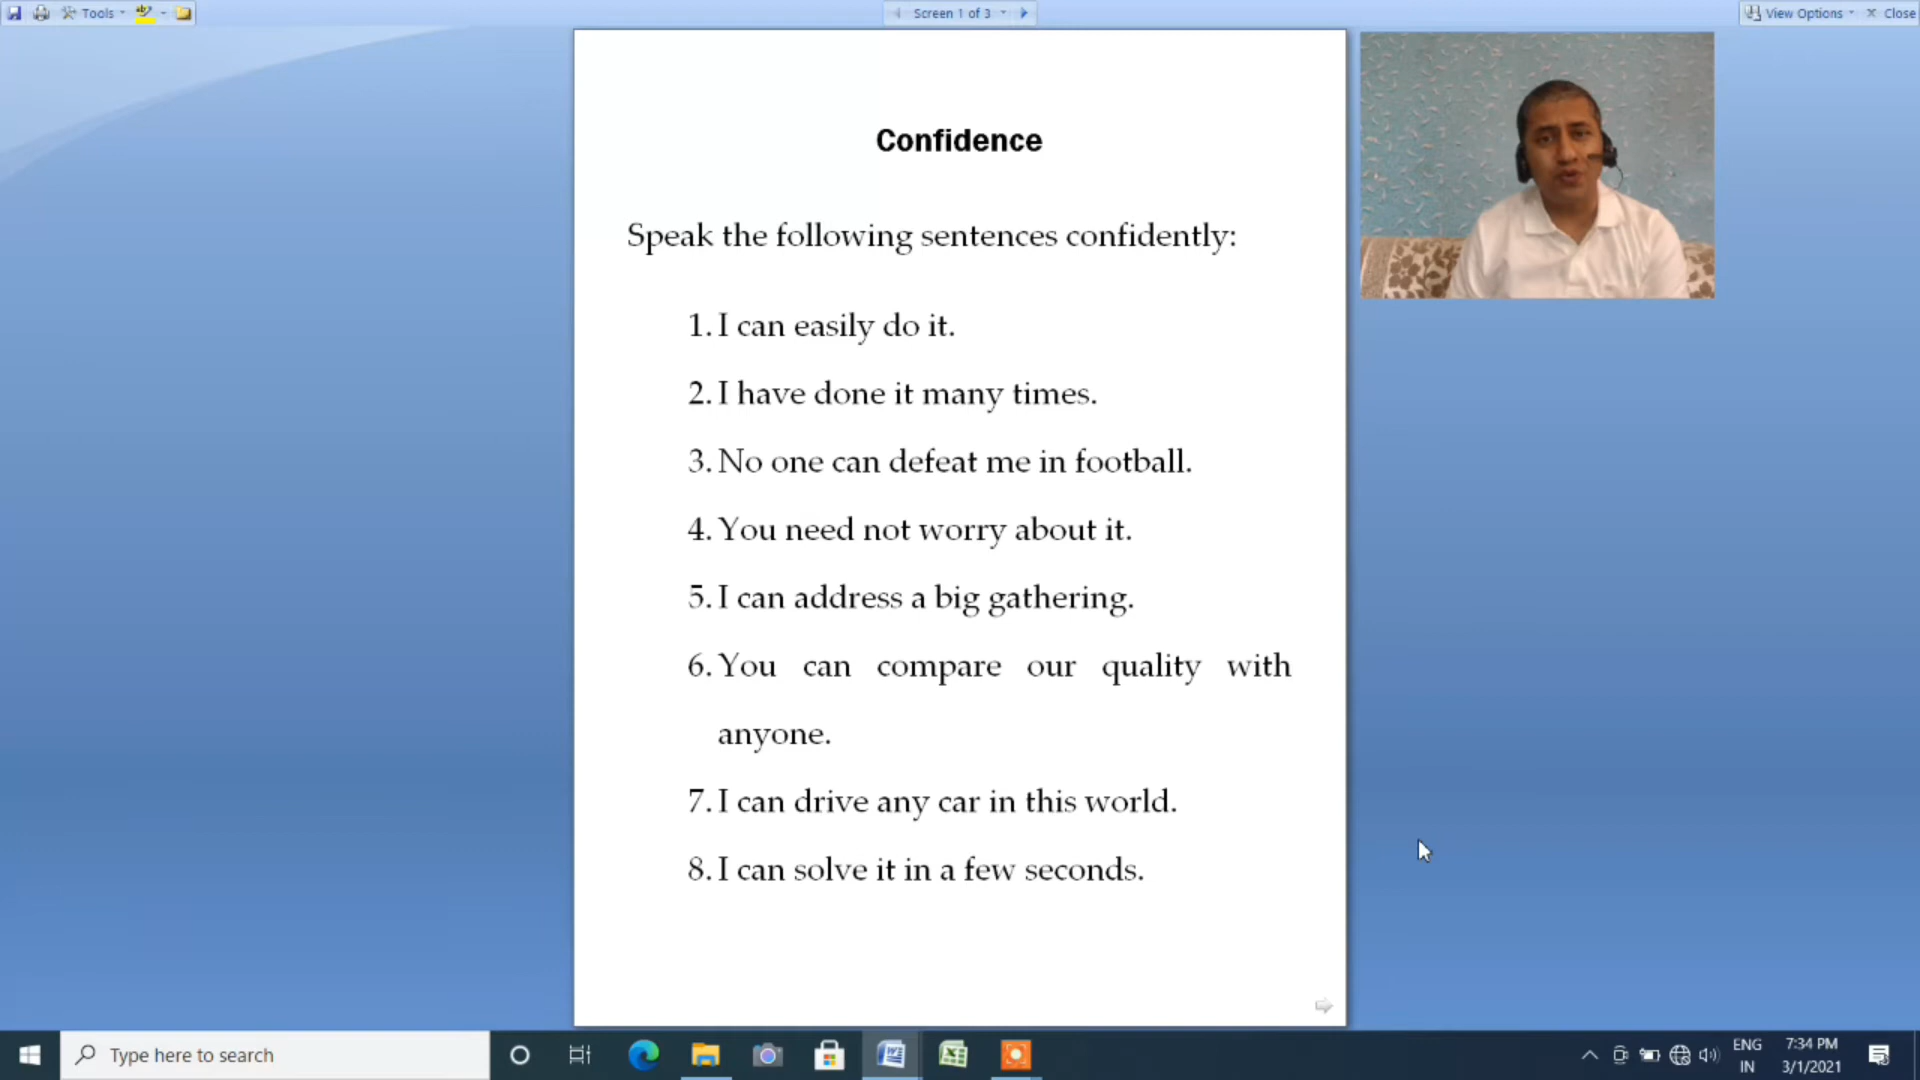 Tools
Screen 1 of 3
View Options
Close
Confidence
Speak the following sentences confidently:
1. I can easily do it.
2. I have done it many times.
3. No one can defeat me in football.
4. You need not worry about it.
5. I can address a big gathering.
6. You can compare our quality with
anyone.
7. I can drive any car in this world.
8. I can solve it in a few seconds.
Type here to search
ENG
IN
7:34 PM
3/1/2021